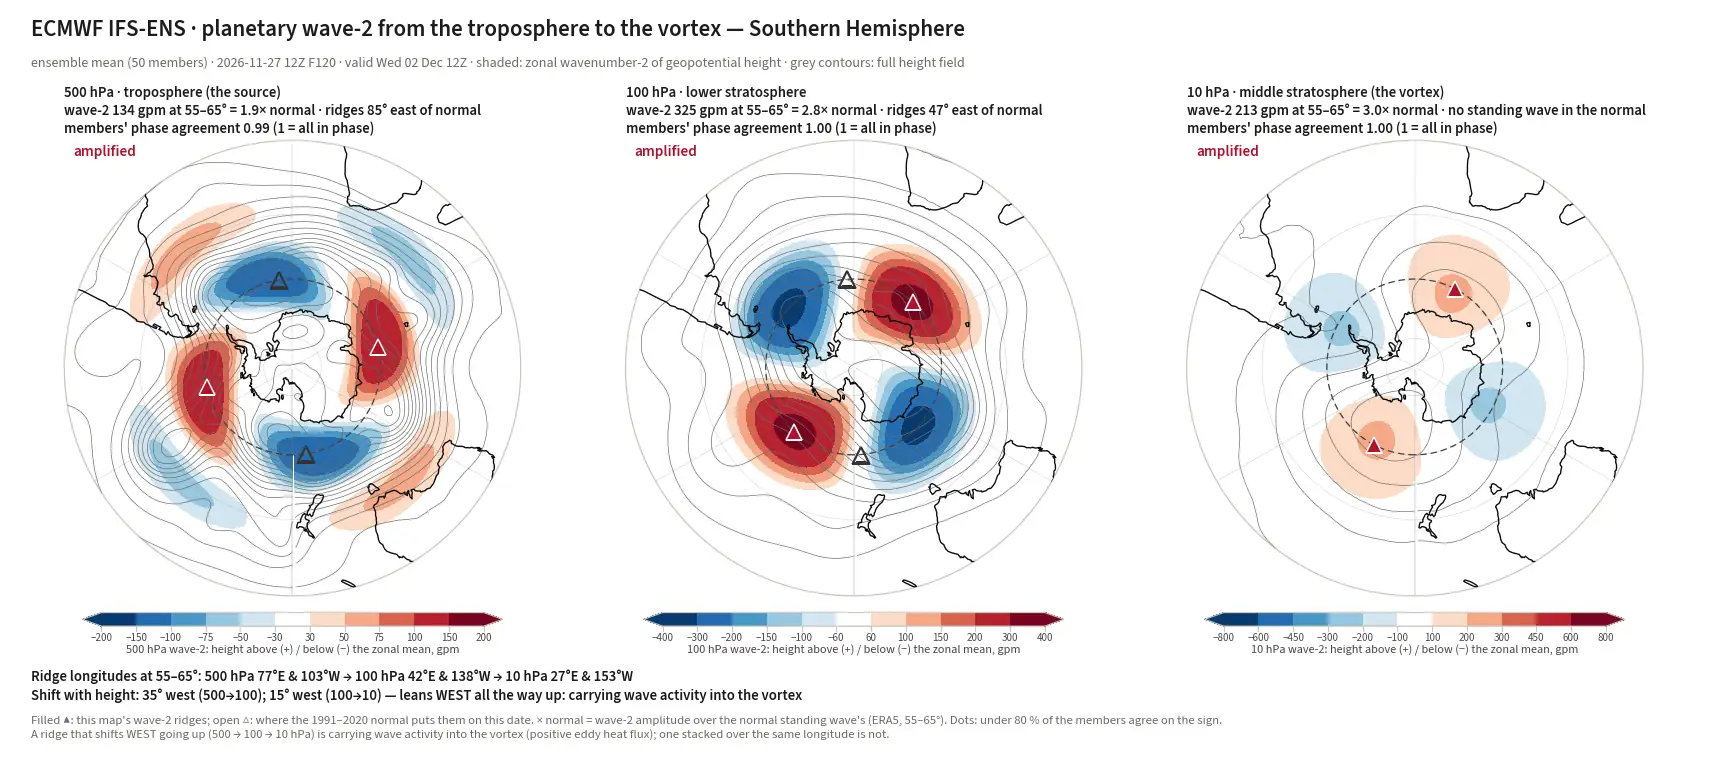 ECMWF IFS-ENS · planetary wave-2 from the troposphere to the vortex — Southern Hemisphere
ensemble mean (50 members) · 2026-11-27 12Z F120 · valid Wed 02 Dec 12Z · shaded: zonal wavenumber-2 of geopotential height · grey contours: full height field
500 hPa · troposphere (the source)
wave-2 134 gpm at 55–65° = 1.9× normal · ridges 85° east of normal
members' phase agreement 0.99 (1 = all in phase)
amplified
100 hPa · lower stratosphere
wave-2 325 gpm at 55–65° = 2.8× normal · ridges 47° east of normal
members' phase agreement 1.00 (1 = all in phase)
amplified
10 hPa · middle stratosphere (the vortex)
wave-2 213 gpm at 55–65° = 3.0× normal · no standing wave in the normal
members' phase agreement 1.00 (1 = all in phase)
amplified
−200 −150 −100 −75 −50 −30 30 50 75 100 150 200
500 hPa wave-2: height above (+) / below (−) the zonal mean, gpm
−400 −300 −200 −150 −100 −60 60 100 150 200 300 400
100 hPa wave-2: height above (+) / below (−) the zonal mean, gpm
−800 −600 −450 −300 −200 −100 100 200 300 450 600 800
10 hPa wave-2: height above (+) / below (−) the zonal mean, gpm
Ridge longitudes at 55–65°: 500 hPa 77°E & 103°W → 100 hPa 42°E & 138°W → 10 hPa 27°E & 153°W
Shift with height: 35° west (500→100); 15° west (100→10) — leans WEST all the way up: carrying wave activity into the vortex
Filled ▲: this map's wave-2 ridges; open △: where the 1991–2020 normal puts them on this date. × normal = wave-2 amplitude over the normal standing wave's (ERA5, 55–65°). Dots: under 80 % of the members agree on the sign.
A ridge that shifts WEST going up (500 → 100 → 10 hPa) is carrying wave activity into the vortex (positive eddy heat flux); one stacked over the same longitude is not.